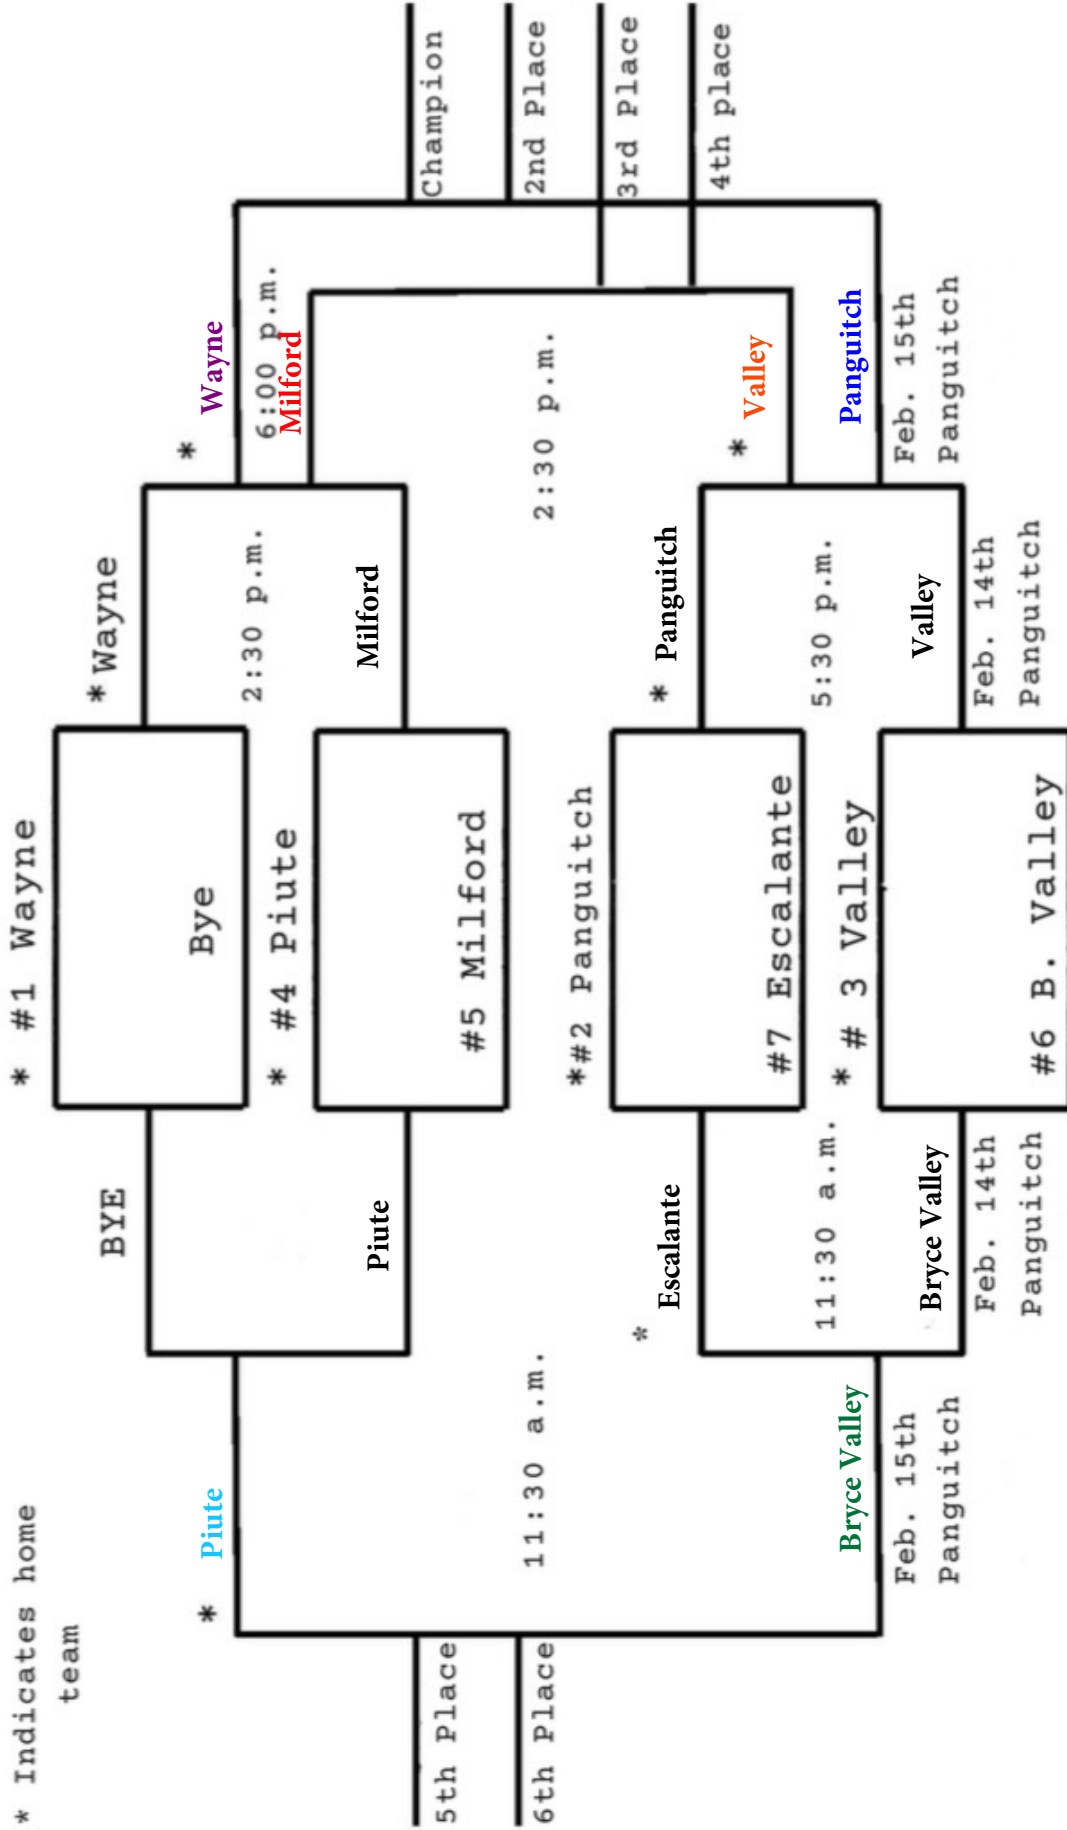 * Indicates home
team
* #1 Wayne
Bye
* #4 Piute
#5 Milford
*#2 Panguitch
#7 Escalante
* # 3 Valley
#6 B. Valley
BYE
Piute
* Escalante
11:30 a.m.
Bryce Valley
Feb. 14th
Panguitch
* Piute
11:30 a.m.
Bryce Valley
Feb. 15th
Panguitch
5th Place
6th Place
*Wayne
2:30 p.m.
Milford
* Panguitch
5:30 p.m.
Valley
Feb. 14th
Panguitch
* Wayne
6:00 p.m.
Milford
2:30 p.m.
* Valley
Panguitch
Feb. 15th
Panguitch
Champion
2nd Place
3rd Place
4th place